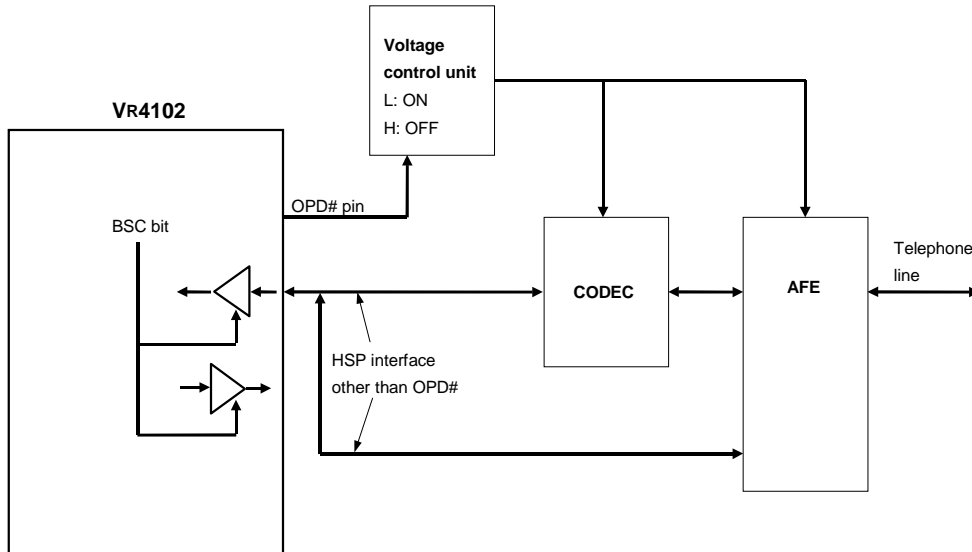 Voltage
control unit
L: ON
H: OFF
VR4102
OPD# pin
BSC bit
Telephone
line
CODEC
AFE
HSP interface
other than OPD#